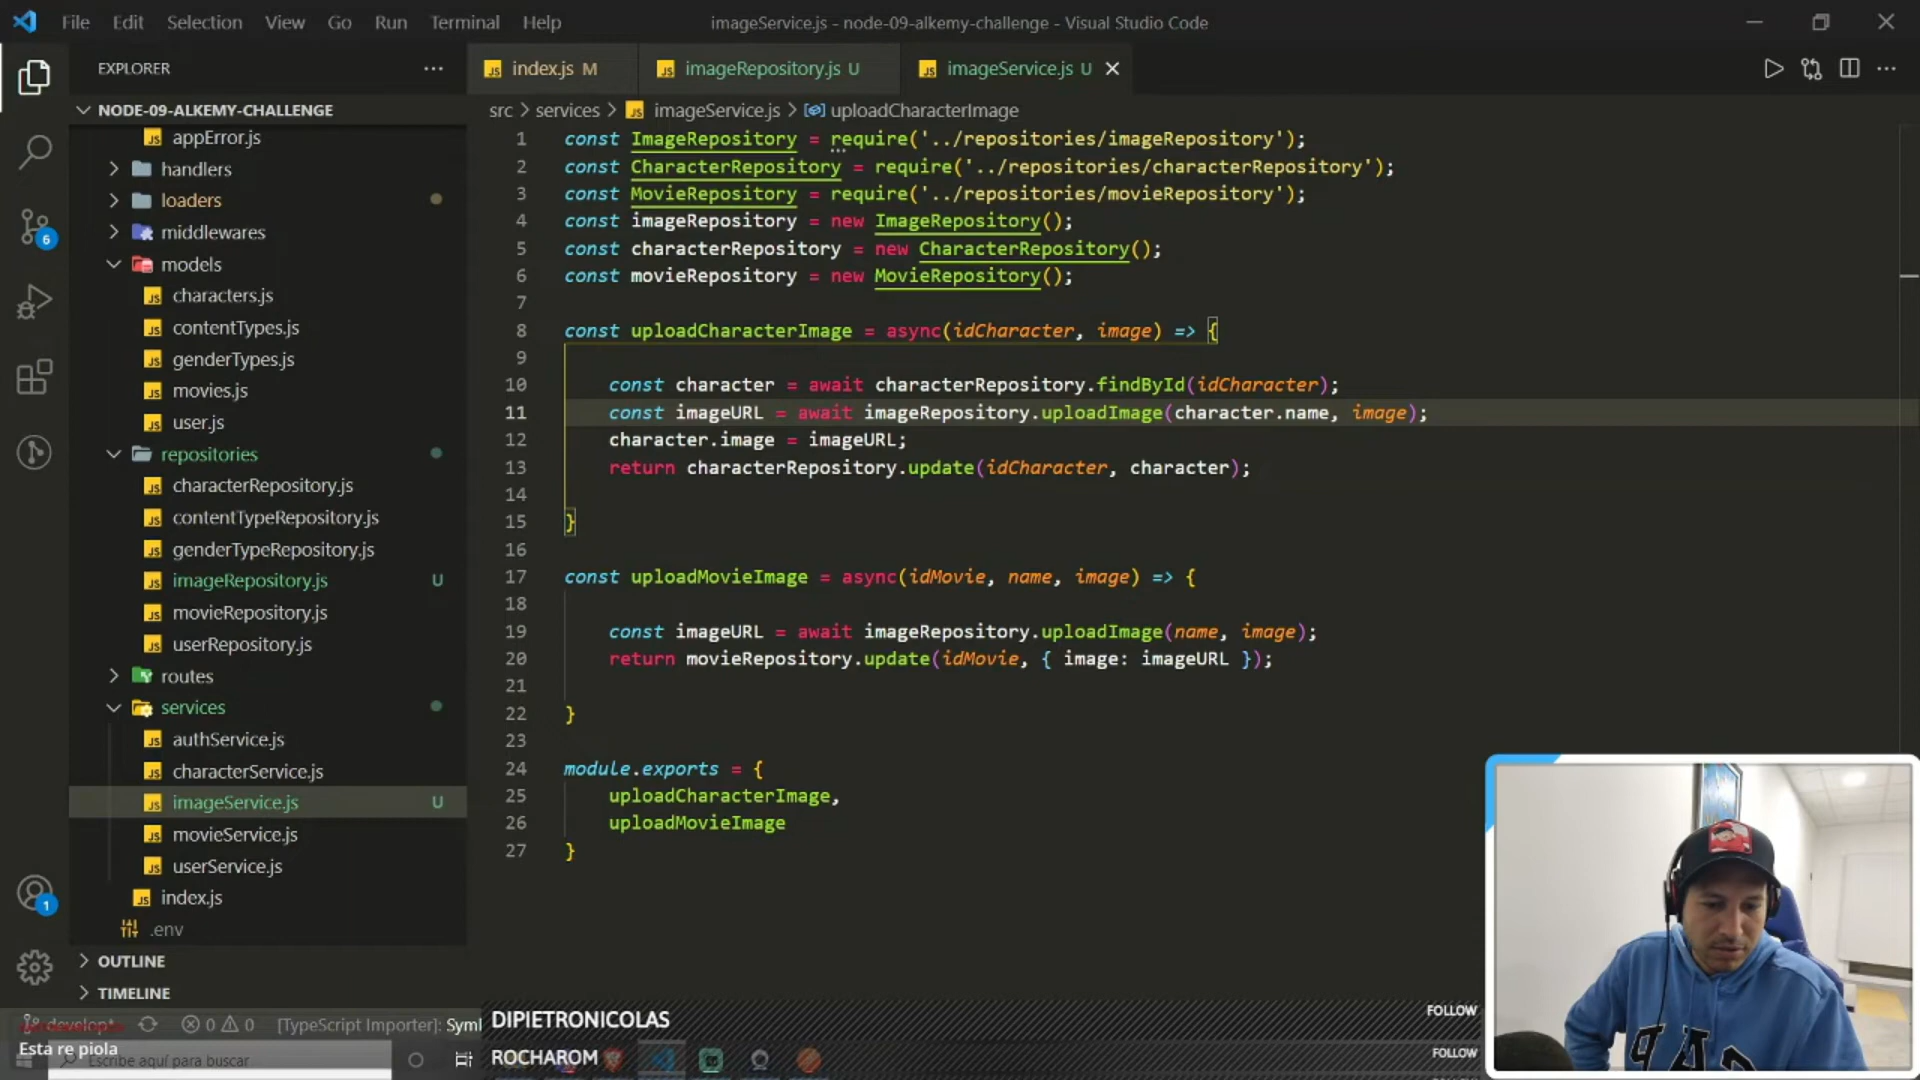 File Edit Selection View Go Run Terminal Help
imageService.js - node-09-alkemy-challenge - Visual Studio Code
EXPLORER
NODE-09-ALKEMY-CHALLENGE
appError.js
handlers
loaders
middlewares
models
characters.js
contentTypes.js
genderTypes.js
movies.js
user.js
repositories
characterRepository.js
contentTypeRepository.js
genderTypeRepository.js
imageRepository.js U
movieRepository.js
userRepository.js
routes
services
authService.js
characterService.js
imageService.js U
movieService.js
userService.js
index.js
.env
OUTLINE
TIMELINE
6
1
index.js M
imageRepository.js U
imageService.js U
src > services > imageService.js > uploadCharacterImage
1 const ImageRepository = require('../repositories/imageRepository');
2 const CharacterRepository = require('../repositories/characterRepository');
3 const MovieRepository = require('../repositories/movieRepository');
4 const imageRepository = new ImageRepository();
5 const characterRepository = new CharacterRepository();
6 const movieRepository = new MovieRepository();
7
8 const uploadCharacterImage = async(idCharacter, image) => {
9
10 const character = await characterRepository.findById(idCharacter);
11 const imageURL = await imageRepository.uploadImage(character.name, image);
12 character.image = imageURL;
13 return characterRepository.update(idCharacter, character);
14
15 }
16
17 const uploadMovieImage = async(idMovie, name, image) => {
18
19 const imageURL = await imageRepository.uploadImage(name, image);
20 return movieRepository.update(idMovie, { image: imageURL });
21
22 }
23
24 module.exports = {
25 uploadCharacterImage,
26 uploadMovieImage
27 }
develop* 0 0 [TypeScript Importer]: Symb
Esta re piola
Escribe aquí para buscar
DIPIETRONICOLAS FOLLOW
ROCHAROM FOLLOW
GAP